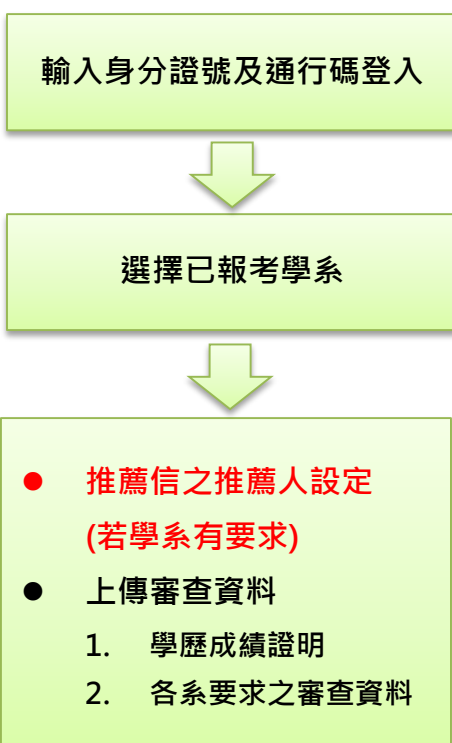 輸入身分證號及通行碼登入
選擇已報考學系
● 推薦信之推薦人設定
(若學系有要求)
● 上傳審查資料
1. 學歷成績證明
2. 各系要求之審查資料